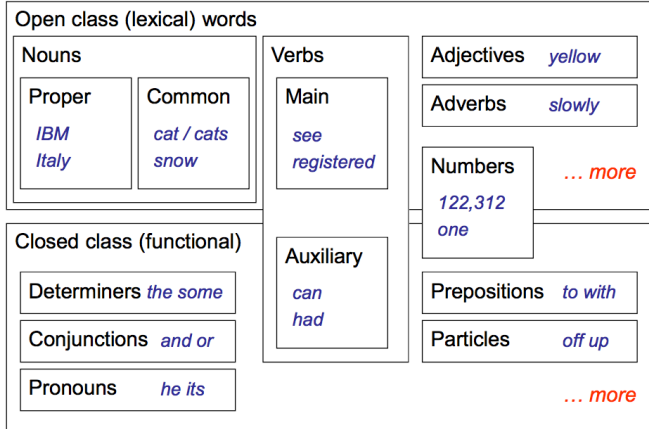 Open class (lexical) words
Nouns
Proper
IBM
Italy
Common
cat / cats
snow
Verbs
Main
see
registered
Adjectives yellow
Adverbs slowly
Numbers
122,312
one
… more
Closed class (functional)
Determiners the some
Conjunctions and or
Pronouns he its
Auxiliary
can
had
Prepositions to with
Particles off up
… more